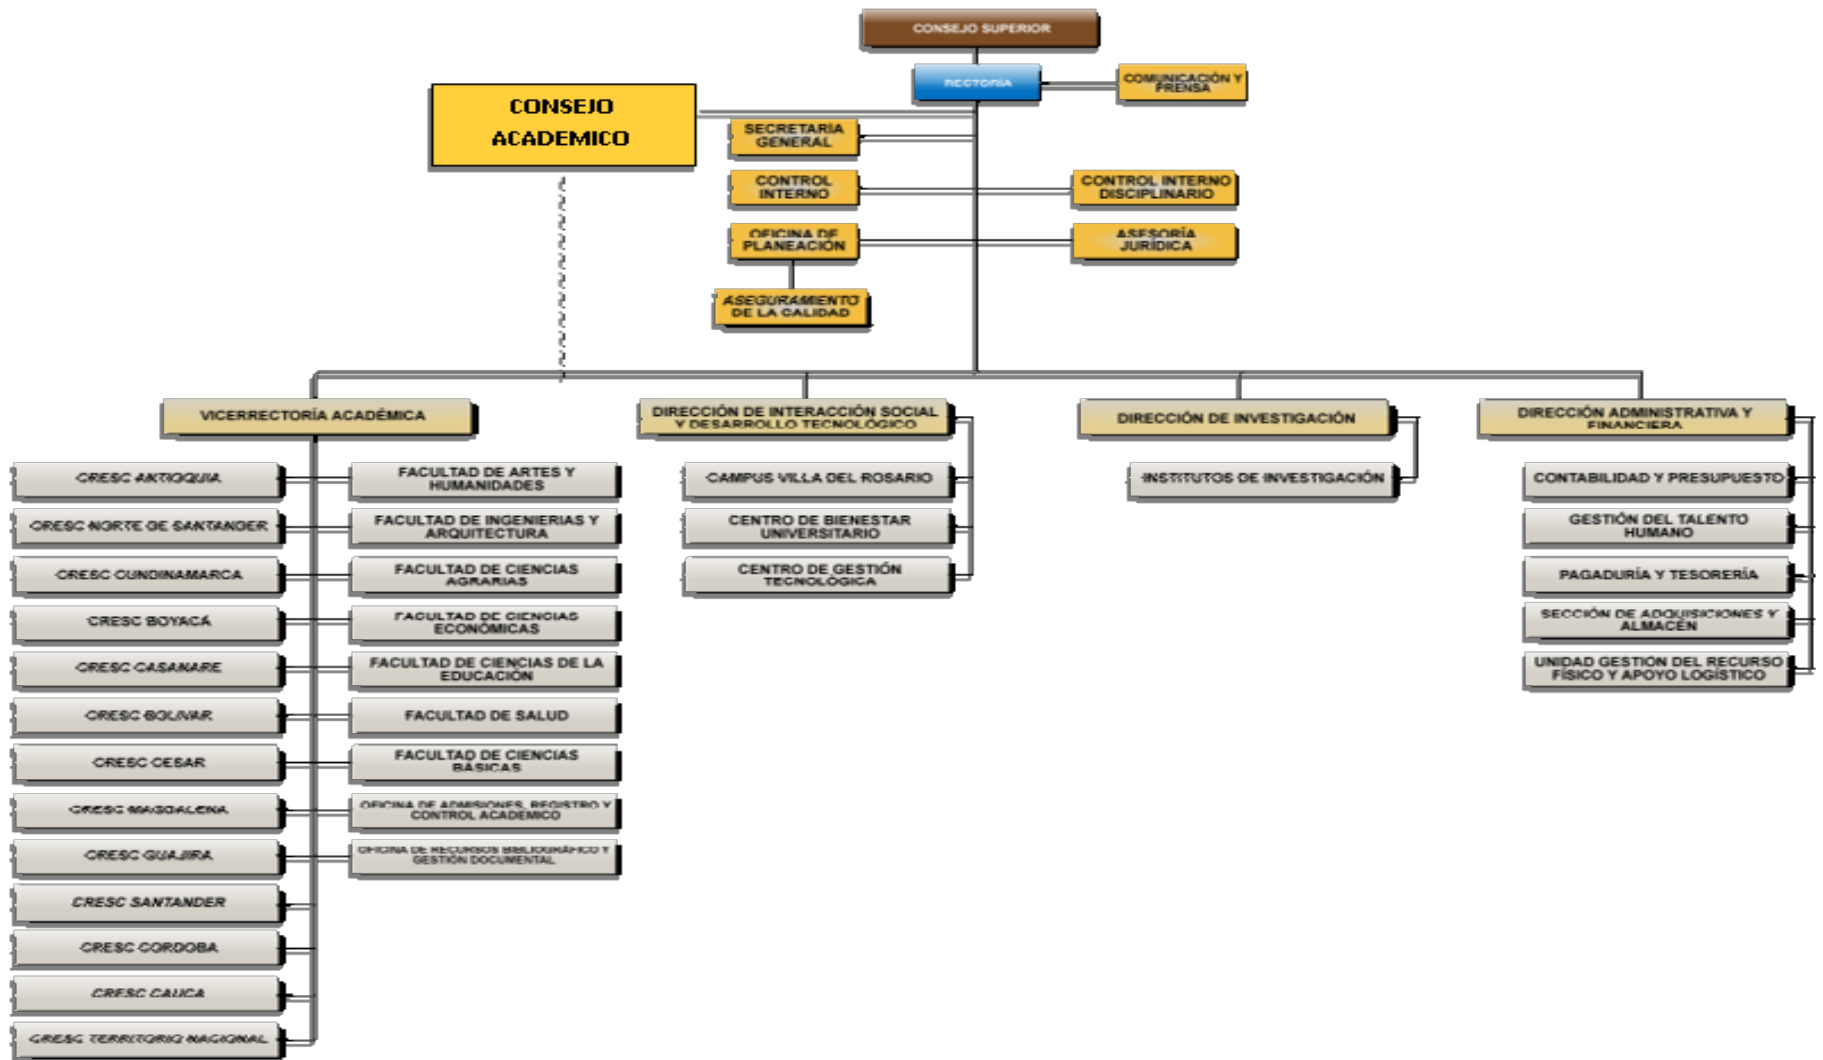 CONSEJO SUPERIOR
RECTORÍA
COMUNICACIÓN Y
PRENSA
CONSEJO
ACADEMICO
SECRETARÍA
GENERAL
CONTROL
INTERNO
CONTROL INTERNO
DISCIPLINARIO
OFICINA DE
PLANEACIÓN
ASESORÍA
JURÍDICA
ASEGURAMIENTO
DE LA CALIDAD
VICERRECTORÍA ACADÉMICA
CRESC ANTIOQUIA
CRESC NORTE DE SANTANDER
CRESC CUNDINAMARCA
CRESC BOYACÁ
CRESC CASANARE
CRESC BOLIVAR
CRESC CESAR
CRESC MAGDALENA
CRESC GUAJIRA
CRESC SANTANDER
CRESC CORDOBA
CRESC CAUCA
CRESC TERRITORIO NACIONAL
FACULTAD DE ARTES Y
HUMANIDADES
FACULTAD DE INGENIERIAS Y
ARQUITECTURA
FACULTAD DE CIENCIAS
AGRARIAS
FACULTAD DE CIENCIAS
ECONÓMICAS
FACULTAD DE CIENCIAS DE LA
EDUCACIÓN
FACULTAD DE SALUD
FACULTAD DE CIENCIAS
BÁSICAS
OFICINA DE ADMISIONES, REGISTRO Y
CONTROL ACADÉMICO
OFICINA DE RECURSOS BIBLIOGRÁFICO Y
GESTIÓN DOCUMENTAL
DIRECCIÓN DE INTERACCIÓN SOCIAL
Y DESARROLLO TECNOLÓGICO
CAMPUS VILLA DEL ROSARIO
CENTRO DE BIENESTAR
UNIVERSITARIO
CENTRO DE GESTIÓN
TECNOLÓGICA
DIRECCIÓN DE INVESTIGACIÓN
INSTITUTOS DE INVESTIGACIÓN
DIRECCIÓN ADMINISTRATIVA Y
FINANCIERA
CONTABILIDAD Y PRESUPUESTO
GESTIÓN DEL TALENTO
HUMANO
PAGADURÍA Y TESORERÍA
SECCIÓN DE ADQUISICIONES Y
ALMACÉN
UNIDAD GESTIÓN DEL RECURSO
FÍSICO Y APOYO LOGÍSTICO